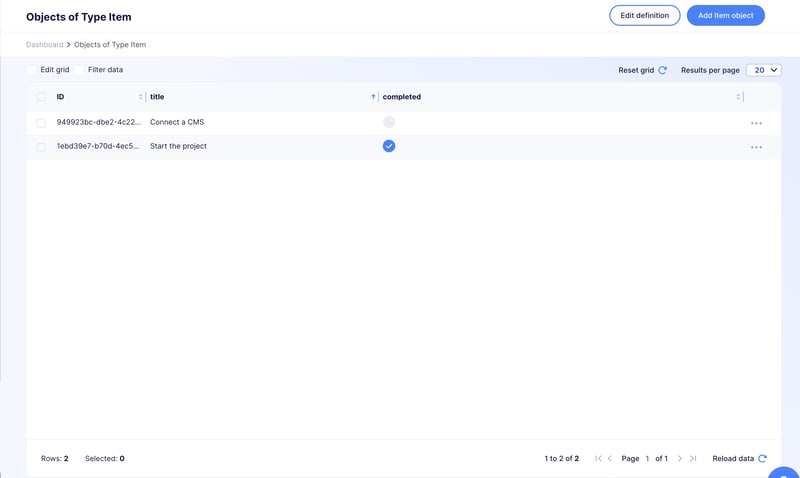 Objects of Type Item
Edit definition
Add Item object
Dashboard > Objects of Type Item
Edit grid Filter data Reset grid Results per page 20
ID title completed
949923bc-dbe2-4c22... Connect a CMS ...
1ebd39e7-b70d-4ec5... Start the project ...
Rows: 2 Selected: 0 1 to 2 of 2 Page 1 of 1 Reload data